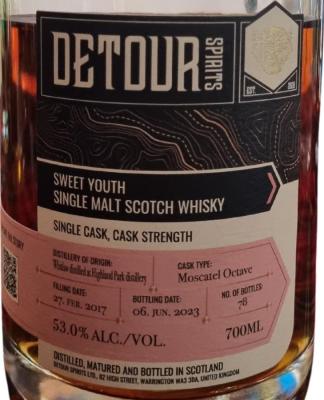 DETOUR
SPIRITS
EST.
SWEET YOUTH
SINGLE MALT SCOTCH WHISKY
SINGLE CASK, CASK STRENGTH
DISTILLERY OF ORIGIN:
Whitlaw distilled at Highland Park distillery
CASK TYPE:
Moscatel Octave
FILLING DATE:
27. FEB. 2017
BOTTLING DATE:
06. JUN. 2023
NO. OF BOTTLES:
78
53.0% ALC./VOL.
700ML
DISTILLED, MATURED AND BOTTLED IN SCOTLAND
DETOUR SPIRITS LTD., 82 HIGH STREET, WARRINGTON WA3 3DA, UNITED KINGDOM
STORY